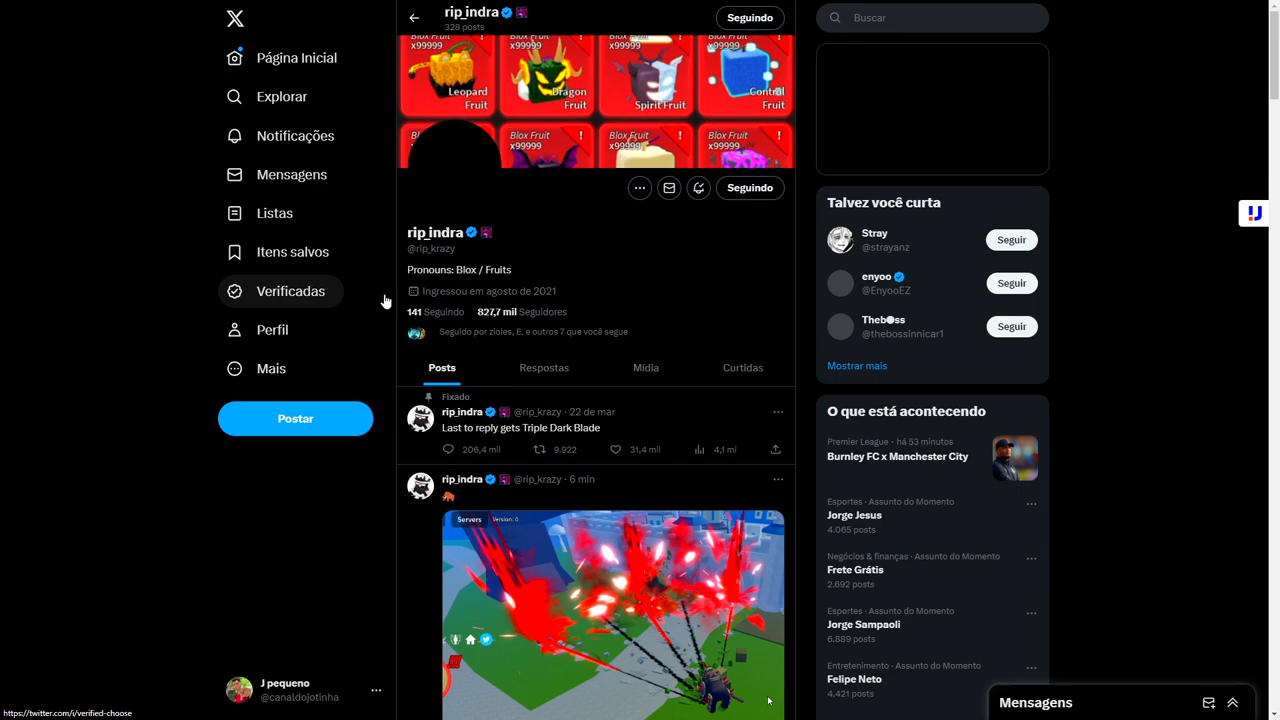 Página Inicial
Explorar
Notificações
Mensagens
Listas
Itens salvos
Verificadas
Perfil
Mais
Postar
J pequeno
@canaldojotinha
https://twitter.com/i/verified-choose
rip_indra
328 posts
Seguindo
Blox Fruit Blox Fruit Blox Fruit Blox Fruit
x99999 x99999 x99999 x99999
Leopard Fruit
Dragon Fruit
Spirit Fruit
Control Fruit
Blox Fruit Blox Fruit Blox Fruit
x99999 x99999 x99999
Seguindo
rip_indra
@rip_krazy
Pronouns: Blox / Fruits
Ingressou em agosto de 2021
141 Seguindo 827,7 mil Seguidores
Seguido por zioles, E. e outros 7 que você segue
Posts Respostas Mídia Curtidas
Fixado
rip_indra @rip_krazy · 22 de mar
Last to reply gets Triple Dark Blade
206,4 mil 9.922 31,4 mil 4,1 mi
rip_indra @rip_krazy · 6 min
Servers Version: 0
Buscar
Talvez você curta
Stray
@strayanz
Seguir
enyoo
@EnyooEZ
Seguir
@thebossinnicar1
Seguir
Mostrar mais
O que está acontecendo
Premier League · há 53 minutos
Burnley FC x Manchester City
Esportes · Assunto do Momento
Jorge Jesus
4.065 posts
Negócios & finanças · Assunto do Momento
Frete Grátis
2.692 posts
Esportes · Assunto do Momento
Jorge Sampaoli
6.889 posts
Entretenimento · Assunto do Momento
Felipe Neto
4.421 posts
Mensagens